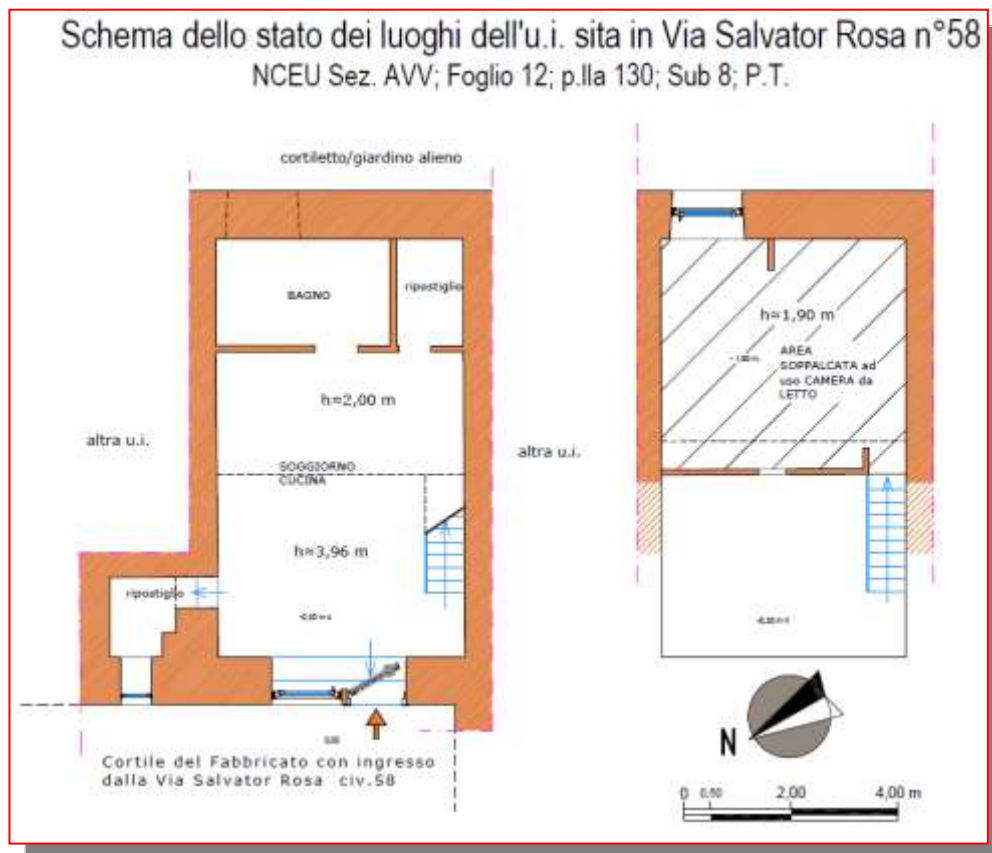 Schema dello stato dei luoghi dell'u.i. sita in Via Salvator Rosa n°58
NCEU Sez. AVV; Foglio 12; p.lla 130; Sub 8; P.T.
cortiletto/giardino alieno
BAGNO
ripostiglio
h≈2,00 m
altra u.i.
SOGGIORNO
CUCINA
h≈3,96 m
ripostiglio
altra u.i.
h≈1,90 m
AREA
SOPPALCATA ad
uso CAMERA da
LETTO
Cortile del Fabbricato con ingresso
dalla Via Salvator Rosa civ.58
N
0 0.50 2,00 4,00 m